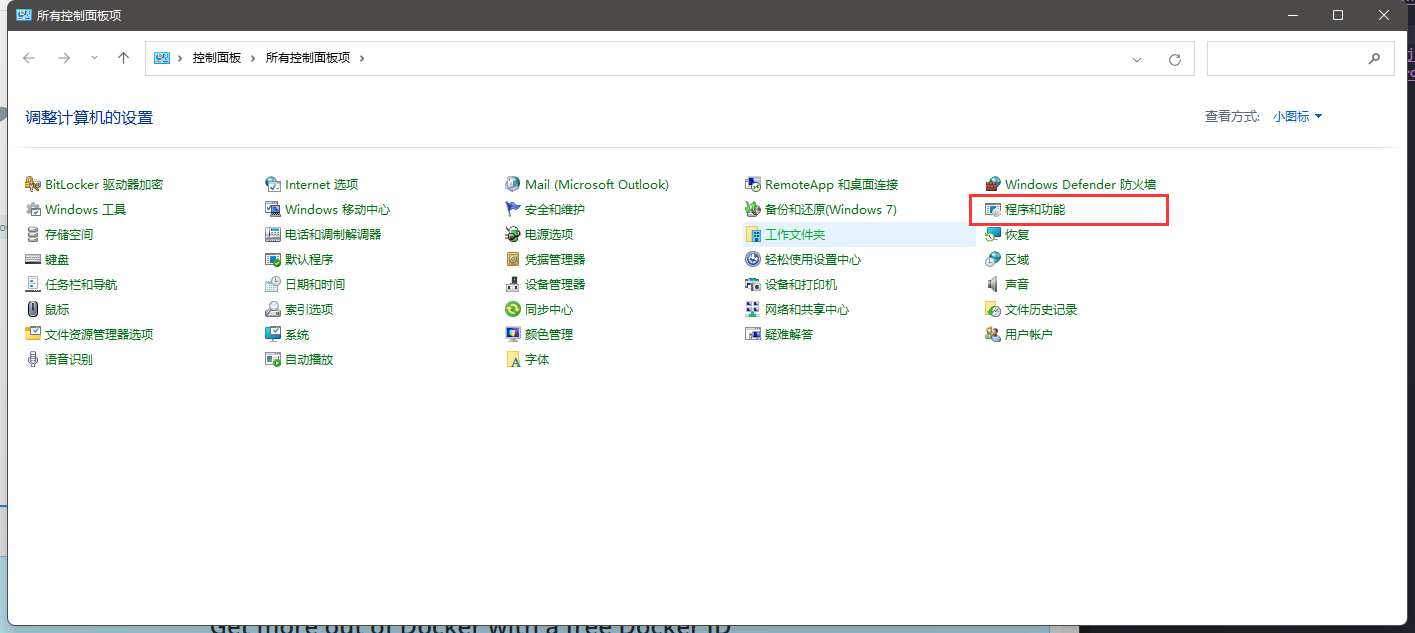 所有控制面板项
控制面板 › 所有控制面板项 ›
调整计算机的设置
查看方式: 小图标
BitLocker 驱动器加密
Internet 选项
Mail (Microsoft Outlook)
RemoteApp 和桌面连接
Windows Defender 防火墙
Windows 工具
Windows 移动中心
安全和维护
备份和还原(Windows 7)
程序和功能
存储空间
电话和调制解调器
电源选项
工作文件夹
恢复
键盘
默认程序
凭据管理器
轻松使用设置中心
区域
任务栏和导航
日期和时间
设备管理器
设备和打印机
声音
鼠标
索引选项
同步中心
网络和共享中心
文件历史记录
文件资源管理器选项
系统
颜色管理
疑难解答
用户帐户
语音识别
自动播放
字体
Get more out of Docker with a free Docker ID